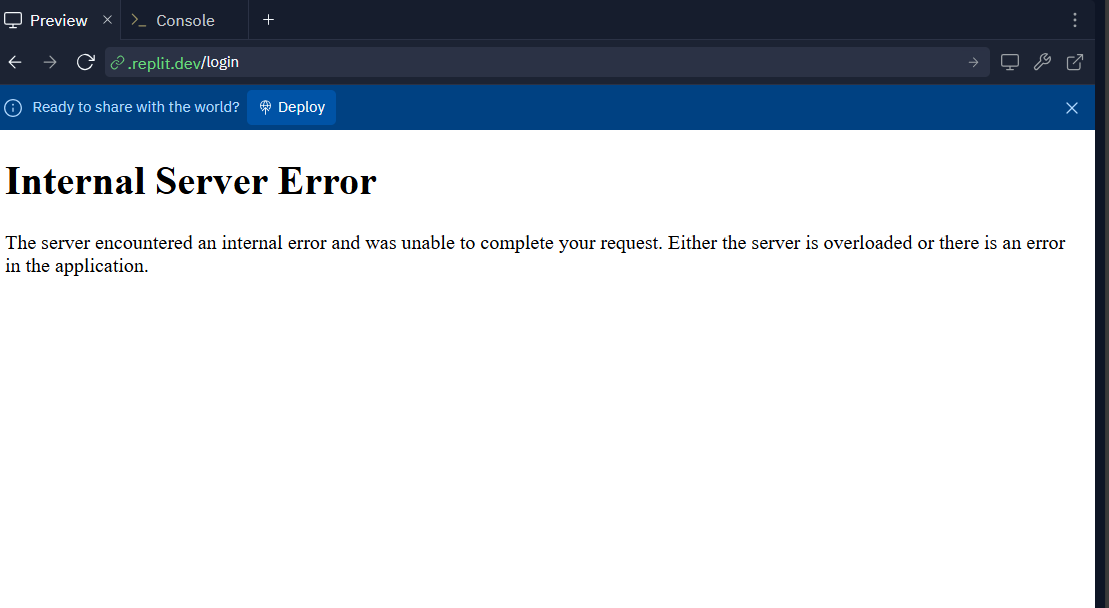 Preview
Console
.replit.dev/login
Ready to share with the world?
Deploy
Internal Server Error
The server encountered an internal error and was unable to complete your request. Either the server is overloaded or there is an error
in the application.